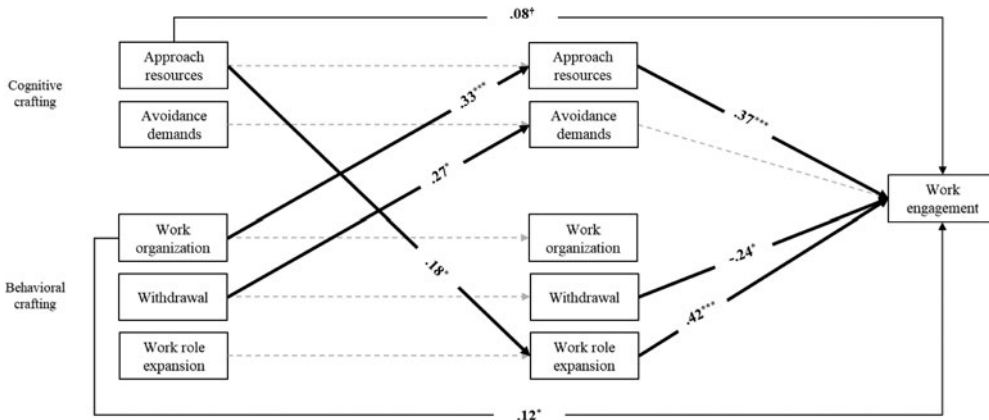 .08†
Cognitive
crafting
Approach
resources
Avoidance
demands
.33***
.27*
.18*
Approach
resources
Avoidance
demands
.37***
Work
engagement
Behavioral
crafting
Work
organization
Withdrawal
Work role
expansion
Work
organization
Withdrawal
Work role
expansion
-.24*
.42***
.12*